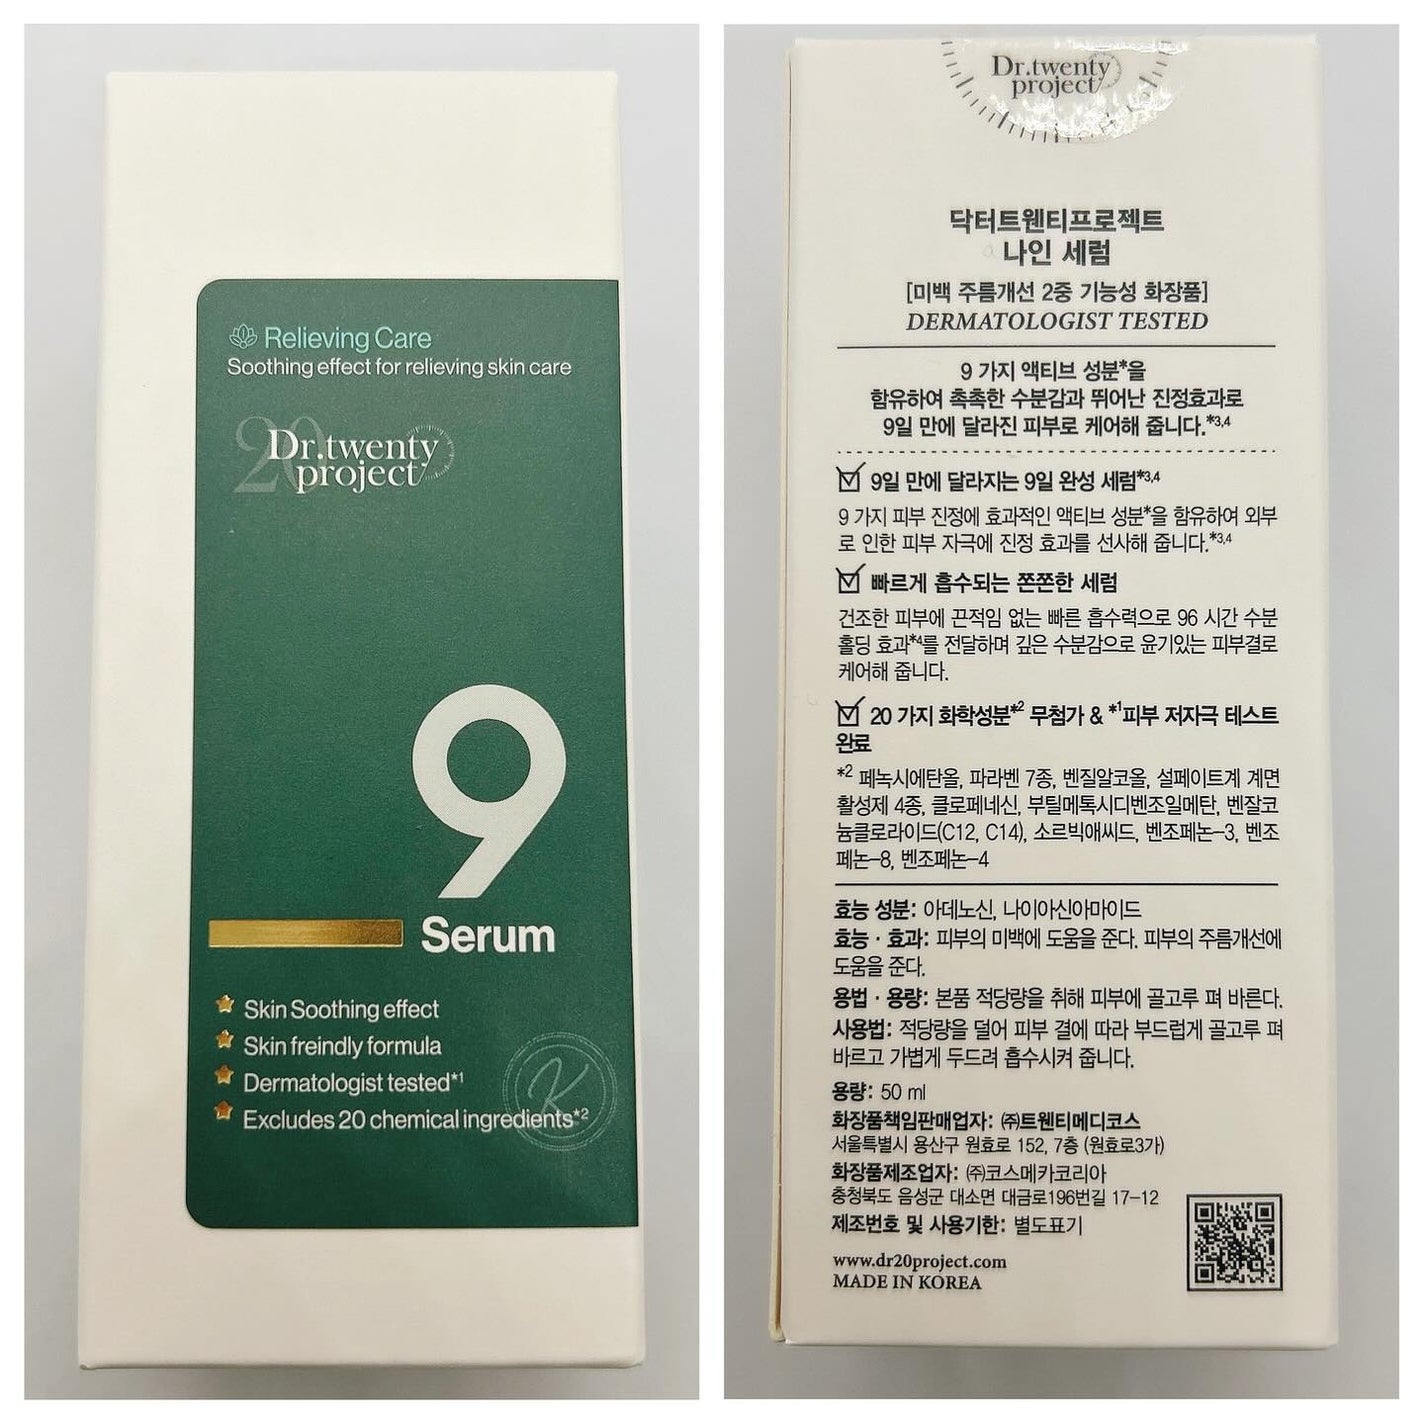 Relieving Care
Soothing effect for relieving skin care
20
Dr.twenty
project
9
Serum
Skin Soothing effect
Skin freindly formula
Dermatologist tested*1
Excludes 20 chemical ingredients*2
K
Dr.twenty
project
닥터트웬티프로젝트
나인 세럼
[미백 주름개선 2중 기능성 화장품]
DERMATOLOGIST TESTED
9 가지 액티브 성분*을
함유하여 촉촉한 수분감과 뛰어난 진정효과로
9일 만에 달라진 피부로 케어해 줍니다.*3,4
9일 만에 달라지는 9일 완성 세럼*3,4
9 가지 피부 진정에 효과적인 액티브 성분*을 함유하여 외부
로 인한 피부 자극에 진정 효과를 선사해 줍니다.*3,4
빠르게 흡수되는 쫀쫀한 세럼
건조한 피부에 끈적임 없는 빠른 흡수력으로 96 시간 수분
홀딩 효과*4를 전달하며 깊은 수분감으로 윤기있는 피부결로
케어해 줍니다.
20 가지 화학성분*2 무첨가 & *1피부 저자극 테스트
완료
*2 페녹시에탄올, 파라벤 7종, 벤질알코올, 설페이트계 계면
활성제 4종, 클로페네신, 부틸메톡시디벤조일메탄, 벤잘코
늄클로라이드(C12, C14), 소르빅애씨드, 벤조페논-3, 벤조
페논-8, 벤조페논-4
효능 성분: 아데노신, 나이아신아마이드
효능 · 효과: 피부의 미백에 도움을 준다. 피부의 주름개선에
도움을 준다.
용법 · 용량: 본품 적당량을 취해 피부에 골고루 펴 바른다.
사용법: 적당량을 덜어 피부 결에 따라 부드럽게 골고루 펴
바르고 가볍게 두드려 흡수시켜 줍니다.
용량: 50 ml
화장품책임판매업자: ㈜트웬티메디코스
서울특별시 용산구 원효로 152, 7층 (원효로3가)
화장품제조업자: ㈜코스메카코리아
충청북도 음성군 대소면 대금로196번길 17-12
제조번호 및 사용기한: 별도표기
www.dr20project.com
MADE IN KOREA